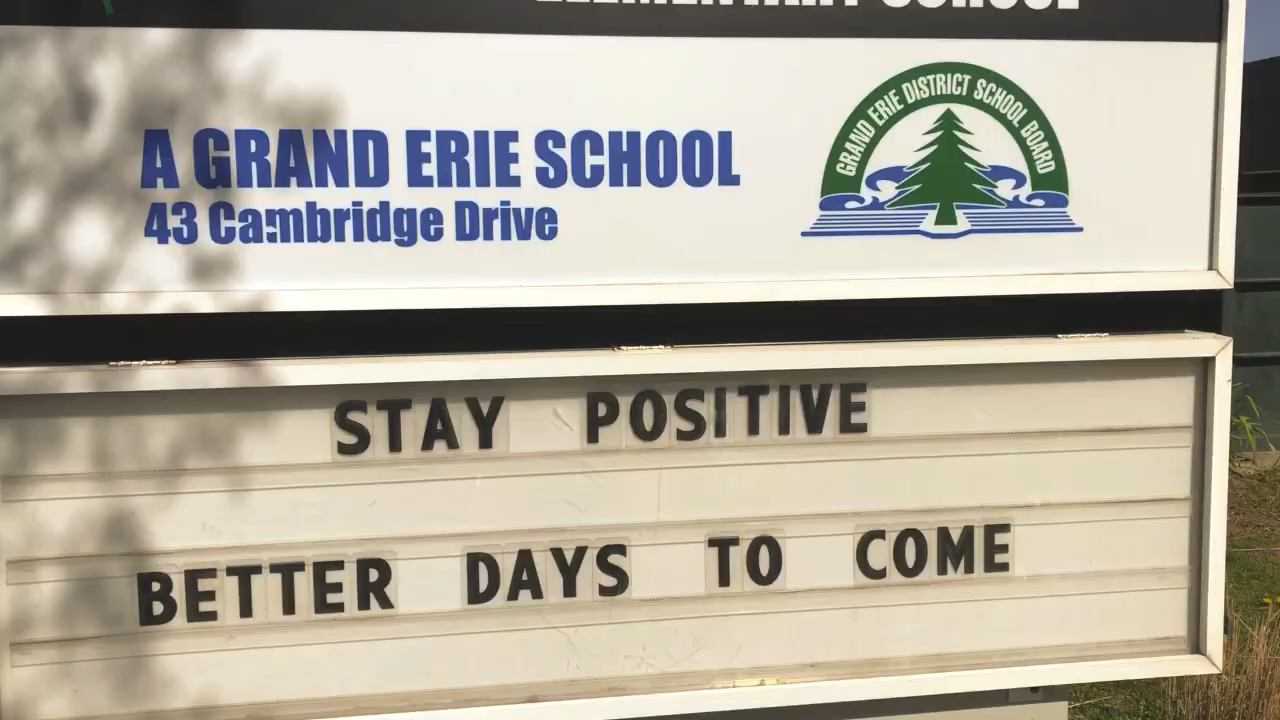 ELEMENTARY SCHOOL
A GRAND ERIE SCHOOL
43 Cambridge Drive
GRAND ERIE DISTRICT SCHOOL BOARD
STAY POSITIVE
BETTER DAYS TO COME